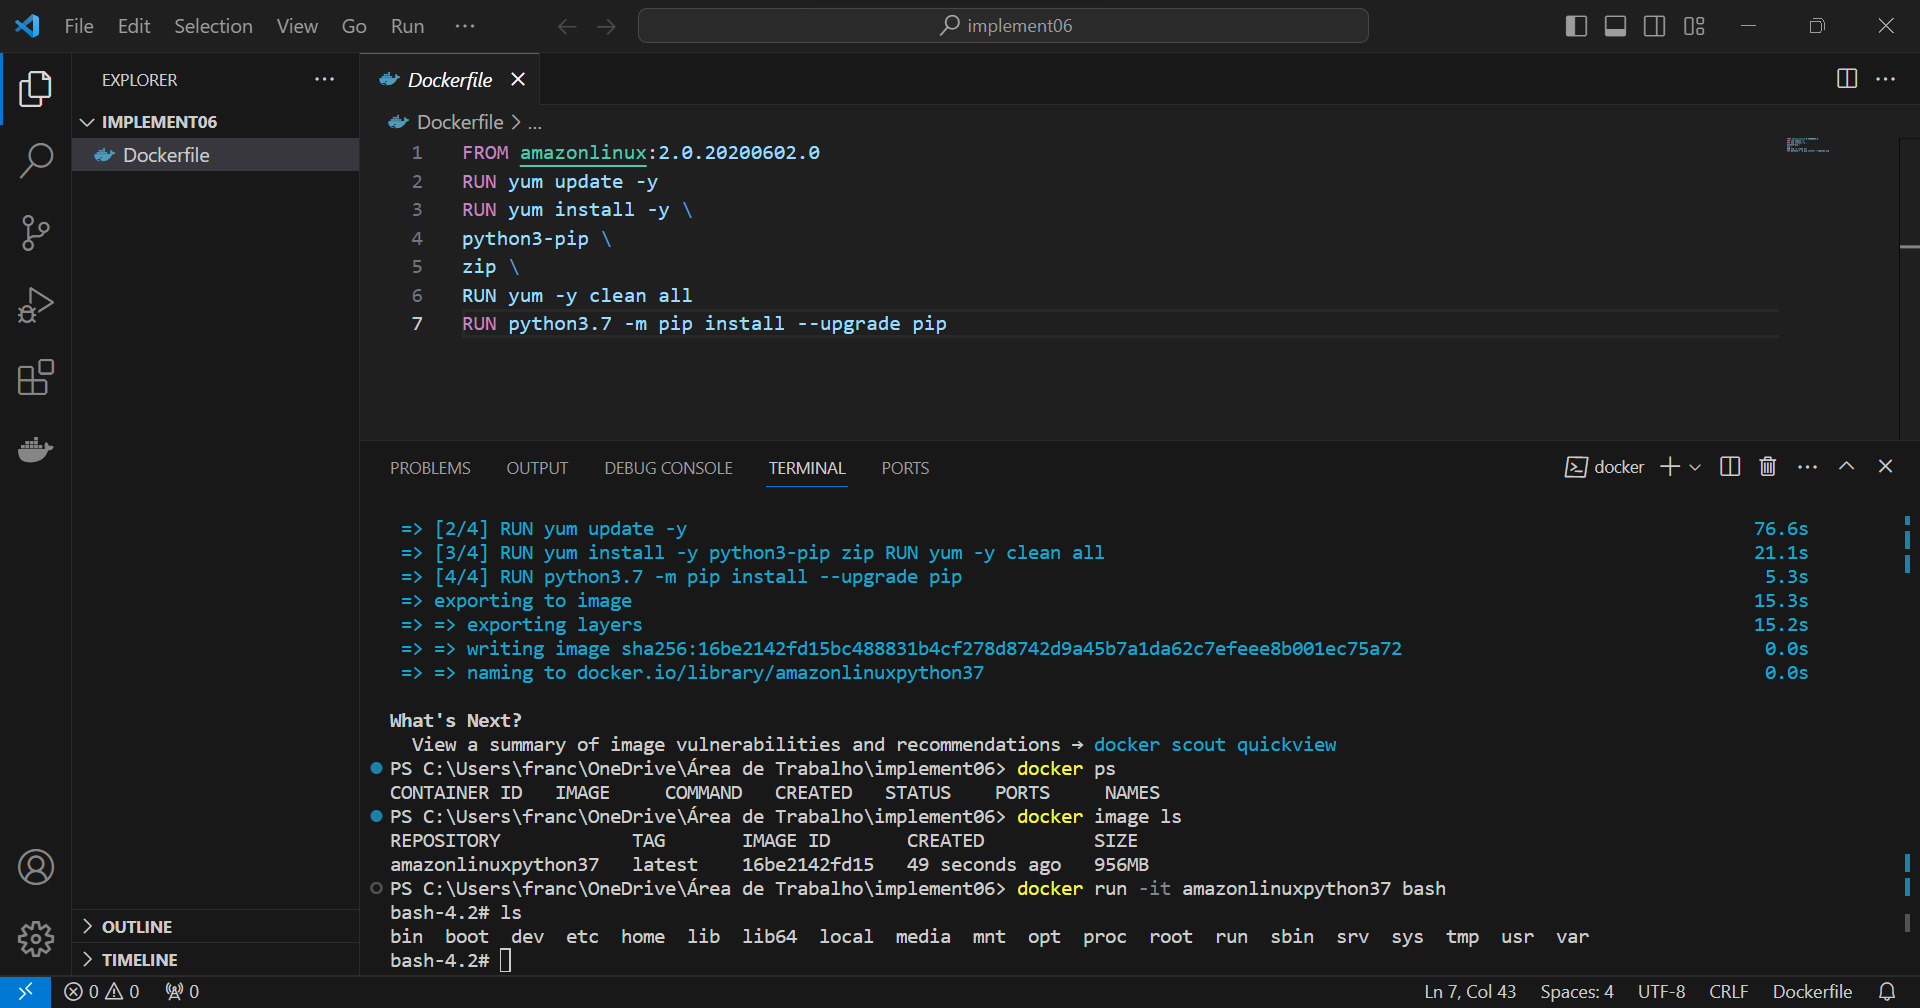 File Edit Selection View Go Run ···
implement06
EXPLORER ···
IMPLEMENT06
Dockerfile
OUTLINE
TIMELINE
Dockerfile
Dockerfile > ...
1 FROM amazonlinux:2.0.20200602.0
2 RUN yum update -y
3 RUN yum install -y \
4 python3-pip \
5 zip \
6 RUN yum -y clean all
7 RUN python3.7 -m pip install --upgrade pip
PROBLEMS OUTPUT DEBUG CONSOLE TERMINAL PORTS
docker
=> [2/4] RUN yum update -y 76.6s
=> [3/4] RUN yum install -y python3-pip zip RUN yum -y clean all 21.1s
=> [4/4] RUN python3.7 -m pip install --upgrade pip 5.3s
=> exporting to image 15.3s
=> => exporting layers 15.2s
=> => writing image sha256:16be2142fd15bc488831b4cf278d8742d9a45b7a1da62c7efeee8b001ec75a72 0.0s
=> => naming to docker.io/library/amazonlinuxpython37 0.0s
What's Next?
View a summary of image vulnerabilities and recommendations → docker scout quickview
PS C:\Users\franc\OneDrive\Área de Trabalho\implement06> docker ps
CONTAINER ID IMAGE COMMAND CREATED STATUS PORTS NAMES
PS C:\Users\franc\OneDrive\Área de Trabalho\implement06> docker image ls
REPOSITORY TAG IMAGE ID CREATED SIZE
amazonlinuxpython37 latest 16be2142fd15 49 seconds ago 956MB
PS C:\Users\franc\OneDrive\Área de Trabalho\implement06> docker run -it amazonlinuxpython37 bash
bash-4.2# ls
bin boot dev etc home lib lib64 local media mnt opt proc root run sbin srv sys tmp usr var
bash-4.2#
0 0 0
Ln 7, Col 43 Spaces: 4 UTF-8 CRLF Dockerfile